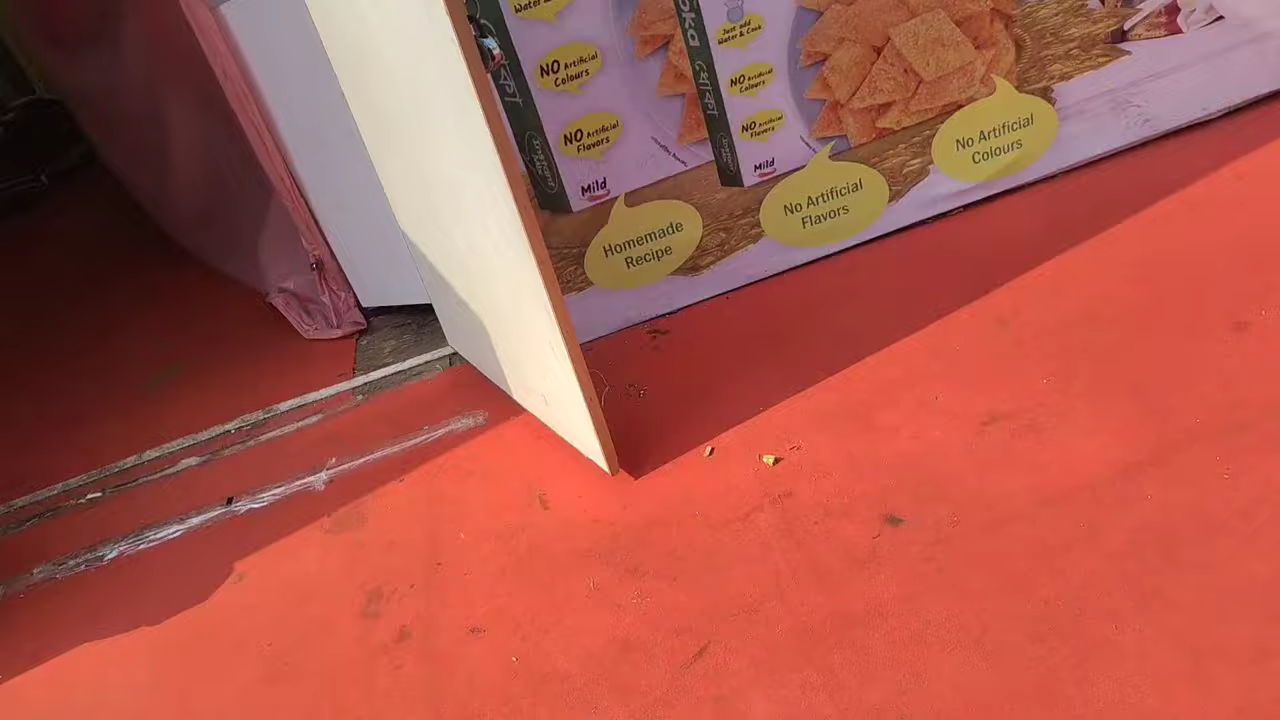 Water &
NO Artificial
Colours
NO Artificial
Flavors
Mild
Just add
Water & Cook
NO Artificial
Colours
NO Artificial
Flavors
Mild
Homemade
Recipe
No Artificial
Flavors
No Artificial
Colours